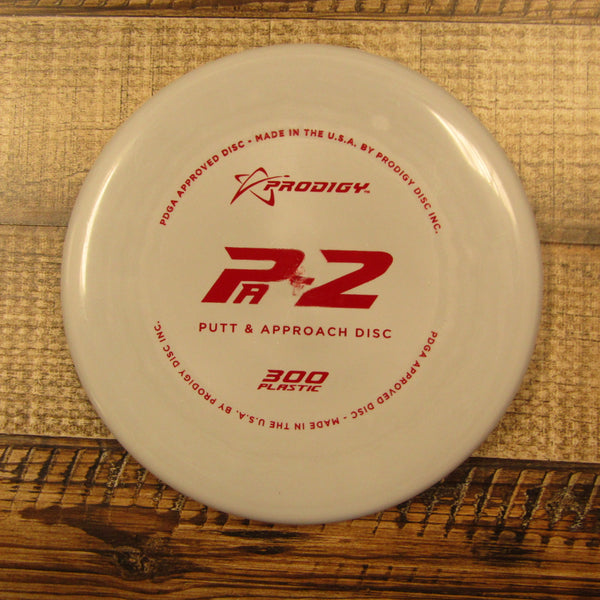 PDGA APPROVED DISC - MADE IN THE U.S.A. BY PRODIGY DISC INC.
PRODIGY™
PA-2
PUTT & APPROACH DISC
300
PLASTIC
PDGA APPROVED DISC - MADE IN THE U.S.A. BY PRODIGY DISC INC.